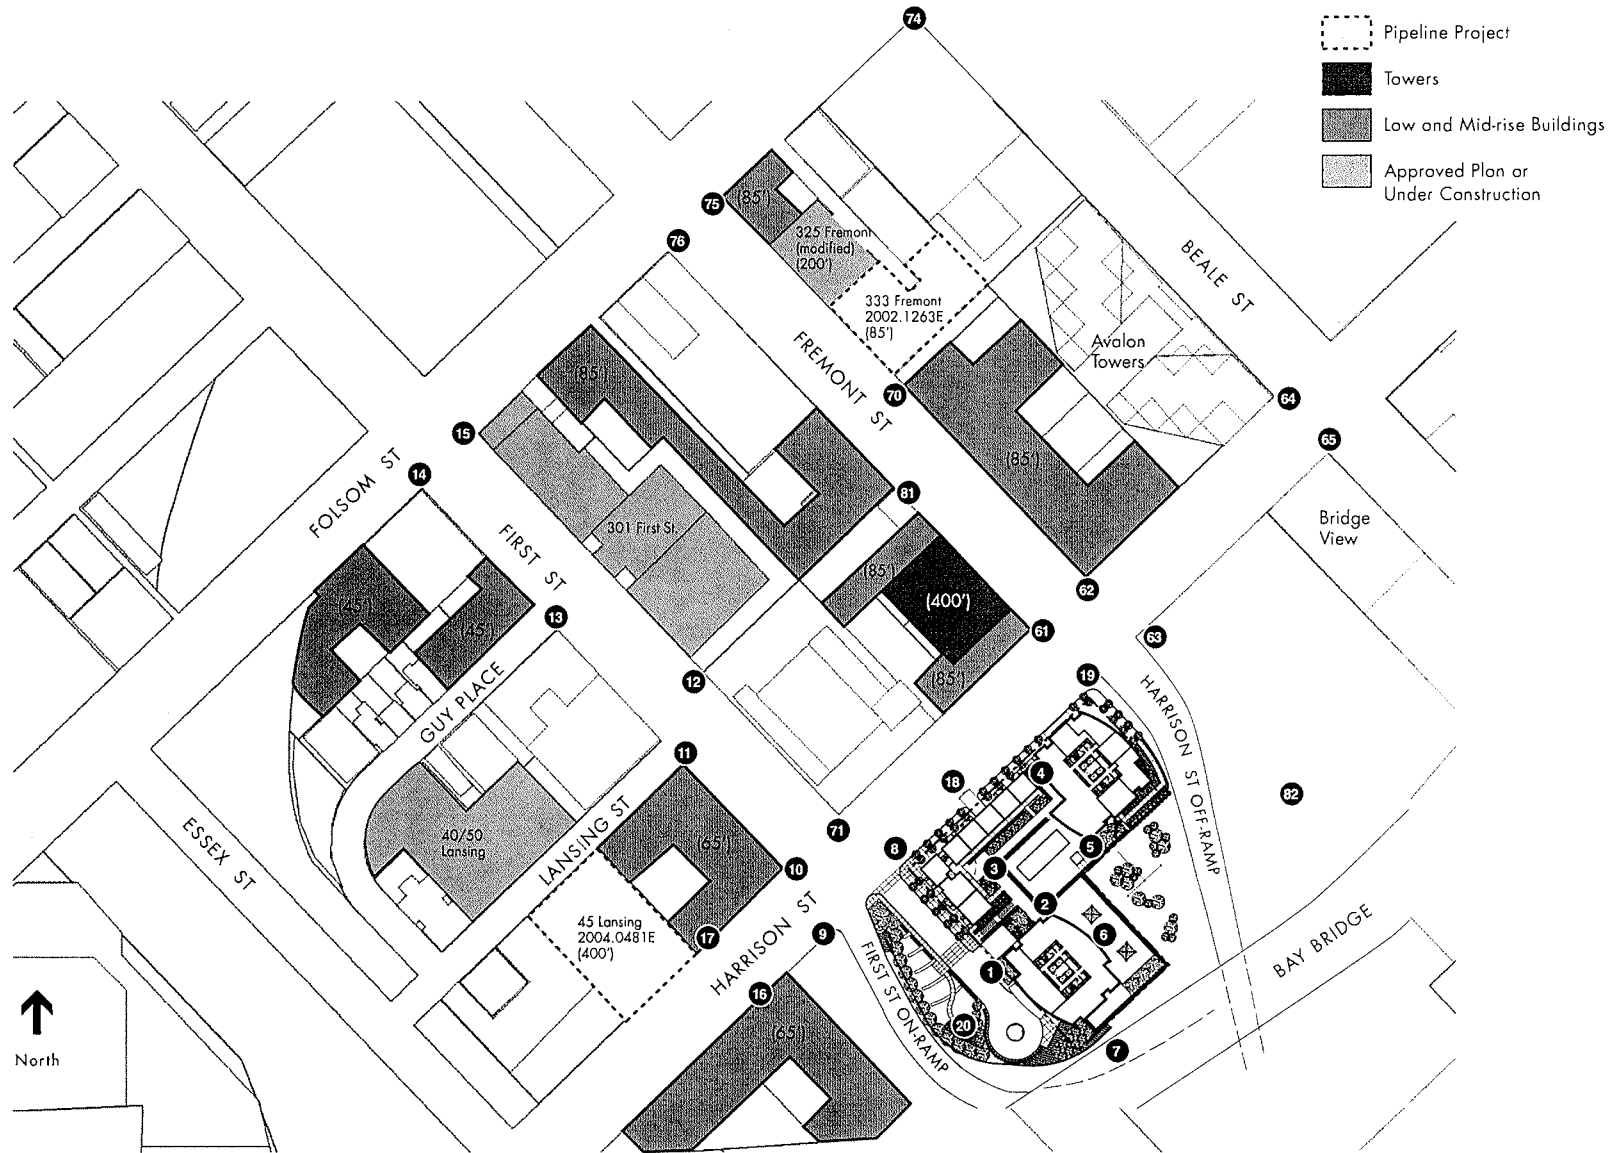 74
Pipeline Project
Towers
Low and Mid-rise Buildings
Approved Plan or
Under Construction
(85')
75
325 Fremont
(modified)
(200')
76
BEALE ST
333 Fremont
2002.1263E
(85')
FREMONT ST
Avalon
Towers
(85')
70
64
15
65
14
FOLSOM ST
(85')
81
FIRST ST
301 First St.
Bridge
View
(85')
(400')
62
(45')
(45')
13
61
63
12
(85')
19
HARRISON ST OFF-RAMP
GUY PLACE
11
4
18
82
71
ESSEX ST
40/50
Lansing
LANSING ST
(65')
8
5
10
3
2
45 Lansing
2004.0481E
(400')
17
HARRISON ST
9
6
FIRST ST ON-RAMP
1
BAY BRIDGE
16
20
(65')
7
North